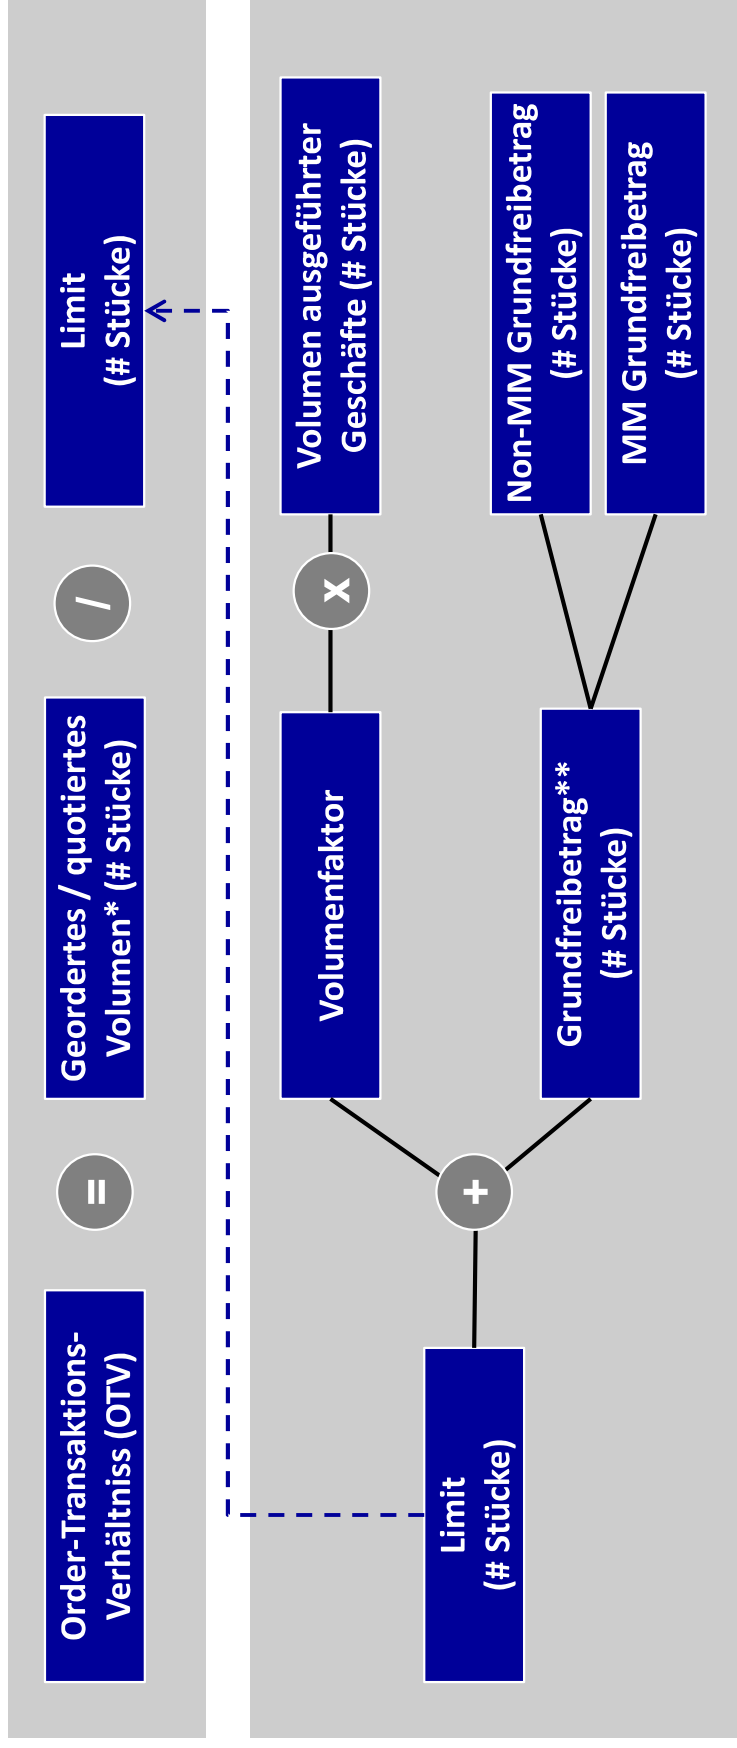 Order-Transaktions-
Verhältniss (OTV)
=
Geordertes / quotiertes
Volumen* (# Stücke)
/
Limit
(# Stücke)
Limit
(# Stücke)
+
Volumenfaktor
x
Volumen ausgeführter
Geschäfte (# Stücke)
Grundfreibetrag**
(# Stücke)
Non-MM Grundfreibetrag
(# Stücke)
MM Grundfreibetrag
(# Stücke)